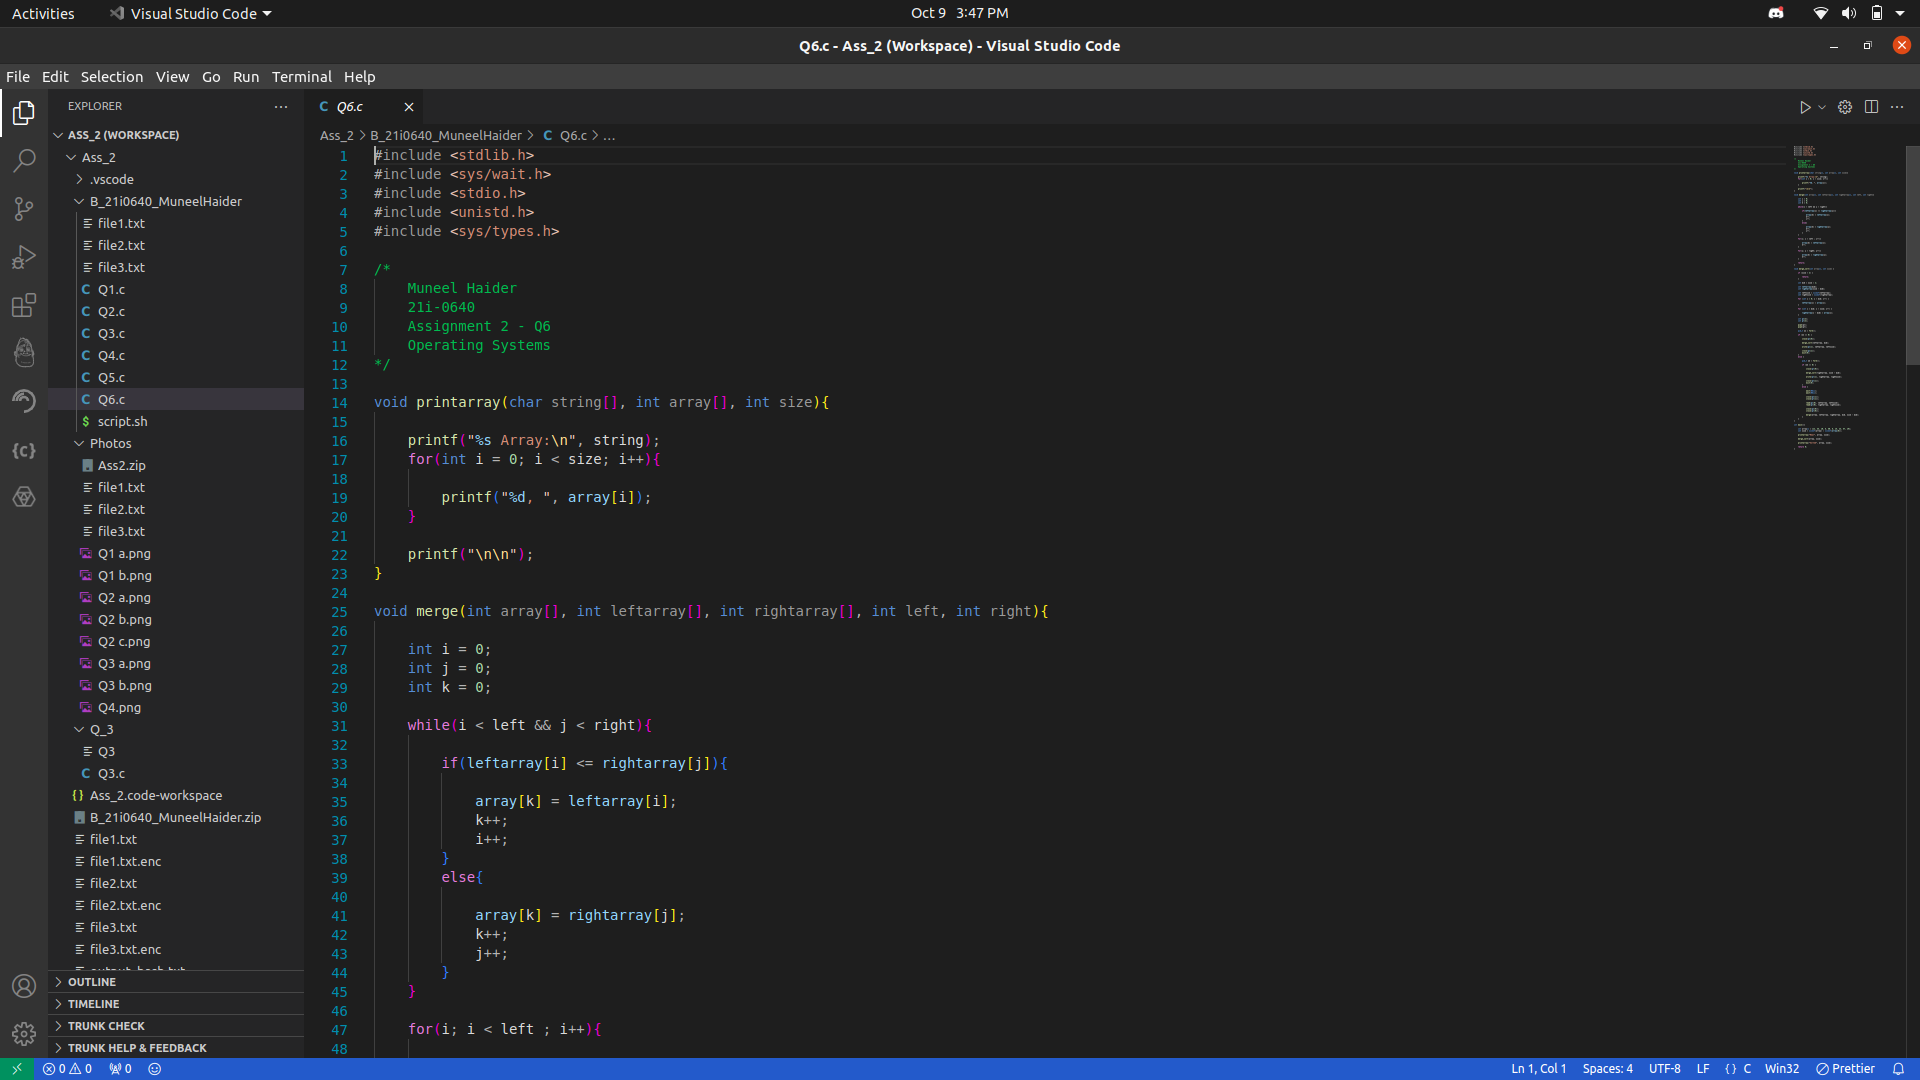 Activities
Visual Studio Code
Oct 9 3:47 PM
Q6.c - Ass_2 (Workspace) - Visual Studio Code
File Edit Selection View Go Run Terminal Help
EXPLORER
ASS_2 (WORKSPACE)
Ass_2
.vscode
B_21i0640_MuneelHaider
file1.txt
file2.txt
file3.txt
C Q1.c
C Q2.c
C Q3.c
C Q4.c
C Q5.c
C Q6.c
$ script.sh
Photos
Ass2.zip
file1.txt
file2.txt
file3.txt
Q1 a.png
Q1 b.png
Q2 a.png
Q2 b.png
Q2 c.png
Q3 a.png
Q3 b.png
Q4.png
Q_3
Q3
C Q3.c
{} Ass_2.code-workspace
B_21i0640_MuneelHaider.zip
file1.txt
file1.txt.enc
file2.txt
file2.txt.enc
file3.txt
file3.txt.enc
OUTLINE
TIMELINE
TRUNK CHECK
TRUNK HELP & FEEDBACK
C Q6.c
Ass_2 > B_21i0640_MuneelHaider > C Q6.c > ...
1 #include <stdlib.h>
2 #include <sys/wait.h>
3 #include <stdio.h>
4 #include <unistd.h>
5 #include <sys/types.h>
6
7 /*
8 Muneel Haider
9 21i-0640
10 Assignment 2 - Q6
11 Operating Systems
12 */
13
14 void printarray(char string[], int array[], int size){
15
16 printf("%s Array:\n", string);
17 for(int i = 0; i < size; i++){
18
19 printf("%d, ", array[i]);
20 }
21
22 printf("\n\n");
23 }
24
25 void merge(int array[], int leftarray[], int rightarray[], int left, int right){
26
27 int i = 0;
28 int j = 0;
29 int k = 0;
30
31 while(i < left && j < right){
32
33 if(leftarray[i] <= rightarray[j]){
34
35 array[k] = leftarray[i];
36 k++;
37 i++;
38 }
39 else{
40
41 array[k] = rightarray[j];
42 k++;
43 j++;
44 }
45 }
46
47 for(i; i < left ; i++){
48
0 0 0
Ln 1, Col 1 Spaces: 4 UTF-8 LF {} C Win32 Prettier